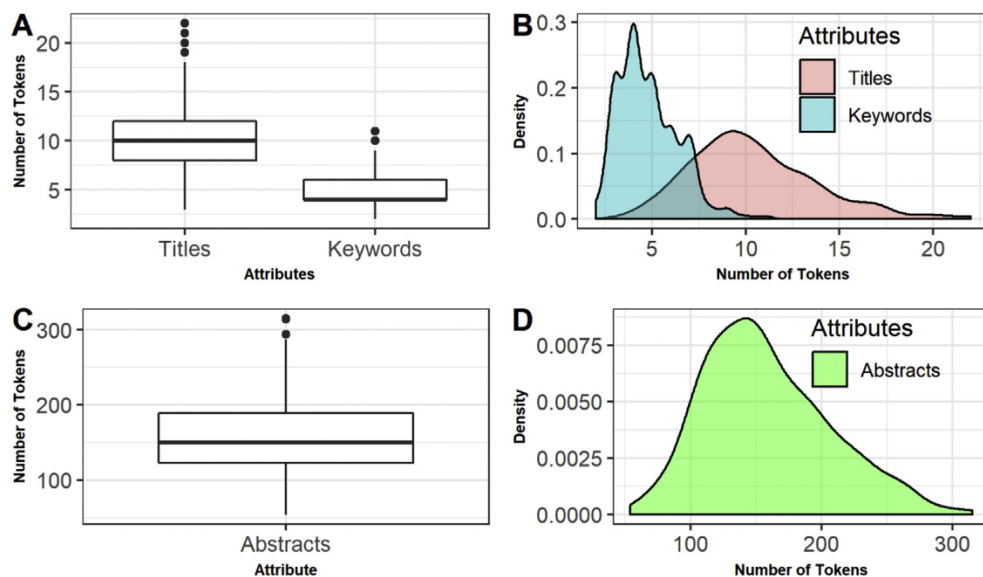 A
Number of Tokens
20
15
10
5
Titles
Keywords
Attributes
B
Density
0.3
0.2
0.1
0.0
Attributes
Titles
Keywords
5
10
15
20
Number of Tokens
C
Number of Tokens
300
200
100
Abstracts
Attribute
D
Density
0.0075
0.0050
0.0025
0.0000
Attributes
Abstracts
100
200
300
Number of Tokens